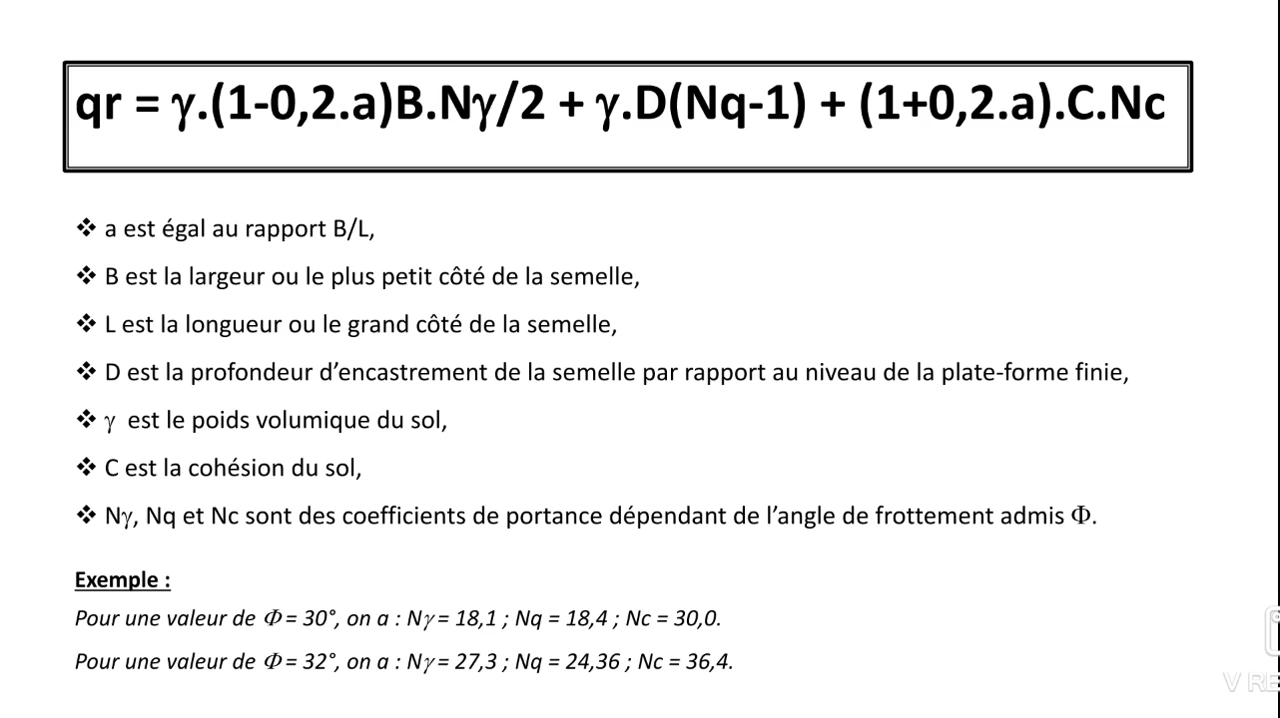 qr = γ.(1-0,2.a)B.Nγ/2 + γ.D(Nq-1) + (1+0,2.a).C.Nc
❖ a est égal au rapport B/L,
❖ B est la largeur ou le plus petit côté de la semelle,
❖ L est la longueur ou le grand côté de la semelle,
❖ D est la profondeur d’encastrement de la semelle par rapport au niveau de la plate-forme finie,
❖ γ est le poids volumique du sol,
❖ C est la cohésion du sol,
❖ Nγ, Nq et Nc sont des coefficients de portance dépendant de l’angle de frottement admis Φ.
Exemple :
Pour une valeur de Φ = 30°, on a : Nγ = 18,1 ; Nq = 18,4 ; Nc = 30,0.
Pour une valeur de Φ = 32°, on a : Nγ = 27,3 ; Nq = 24,36 ; Nc = 36,4.
V RE